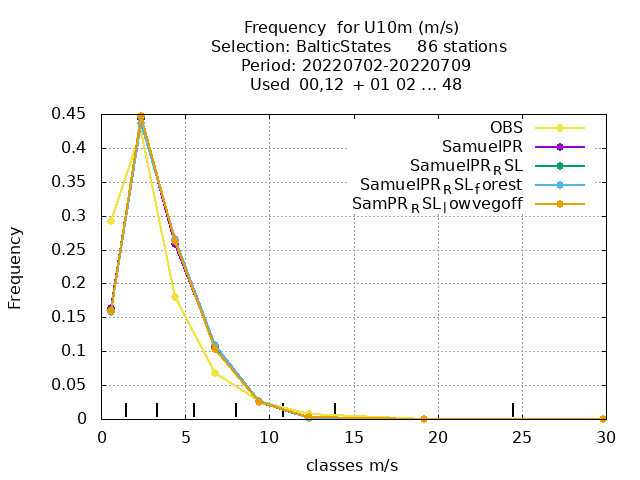 Frequency  for U10m (m/s)
Selection: BalticStates     86 stations
Period: 20220702-20220709
Used  00,12  + 01 02 ... 48
0.45
0.4
0.35
0.3
0.25
0.2
0.15
0.1
0.05
0
Frequency
OBS
SamuelPR
SamuelPR_RSL
SamuelPR_RSL_forest
SamPR_RSL_lowvegoff
0 5 10 15 20 25 30
classes m/s